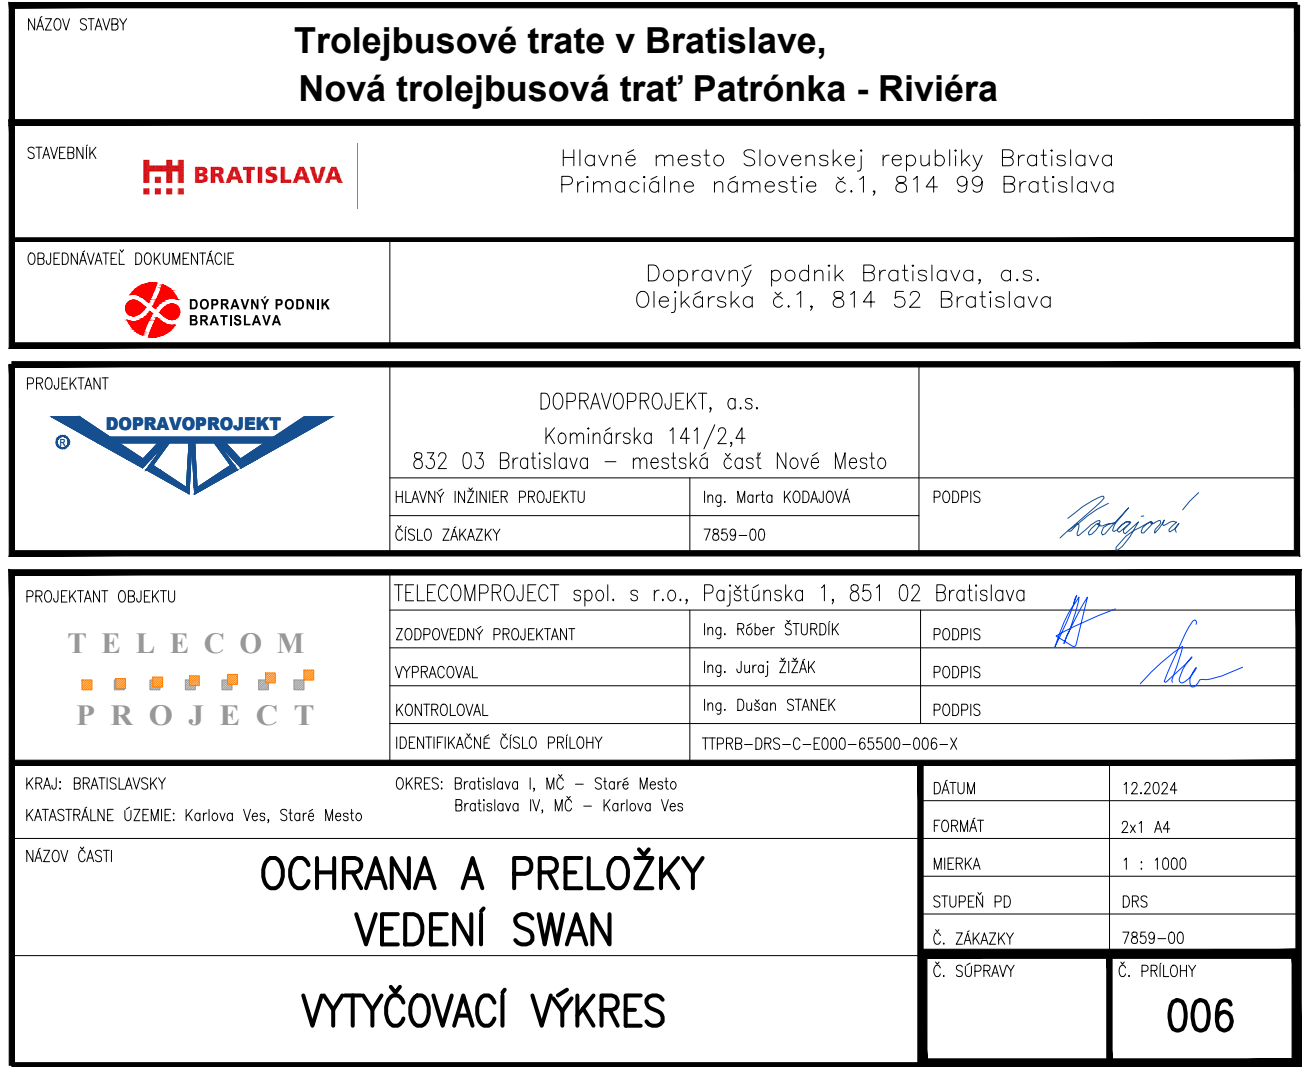 NÁZOV STAVBY
Trolejbusové trate v Bratislave,
Nová trolejbusová trať Patrónka - Riviéra
STAVEBNÍK
BRATISLAVA
Hlavné mesto Slovenskej republiky Bratislava
Primaciálne námestie č.1, 814 99 Bratislava
OBJEDNÁVATEĽ DOKUMENTÁCIE
DOPRAVNÝ PODNIK
BRATISLAVA
Dopravný podnik Bratislava, a.s.
Olejkárska č.1, 814 52 Bratislava
PROJEKTANT
DOPRAVOPROJEKT
®
DOPRAVOPROJEKT, a.s.
Kominárska 141/2,4
832 03 Bratislava – mestská časť Nové Mesto
HLAVNÝ INŽINIER PROJEKTU Ing. Marta KODAJOVÁ PODPIS Kodajová
ČÍSLO ZÁKAZKY 7859–00
PROJEKTANT OBJEKTU
TELECOM
PROJECT
TELECOMPROJECT spol. s r.o., Pajštúnska 1, 851 02 Bratislava
ZODPOVEDNÝ PROJEKTANT Ing. Róber ŠTURDÍK PODPIS
VYPRACOVAL Ing. Juraj ŽIŽÁK PODPIS
KONTROLOVAL Ing. Dušan STANEK PODPIS
IDENTIFIKAČNÉ ČÍSLO PRÍLOHY TTPRB–DRS–C–E000–65500–006–X
KRAJ: BRATISLAVSKY
KATASTRÁLNE ÚZEMIE: Karlova Ves, Staré Mesto
OKRES: Bratislava I, MČ – Staré Mesto
Bratislava IV, MČ – Karlova Ves
DÁTUM 12.2024
FORMÁT 2x1 A4
MIERKA 1 : 1000
STUPEŇ PD DRS
Č. ZÁKAZKY 7859–00
NÁZOV ČASTI
OCHRANA A PRELOŽKY
VEDENÍ SWAN
VYTYČOVACÍ VÝKRES
Č. SÚPRAVY
Č. PRÍLOHY
006